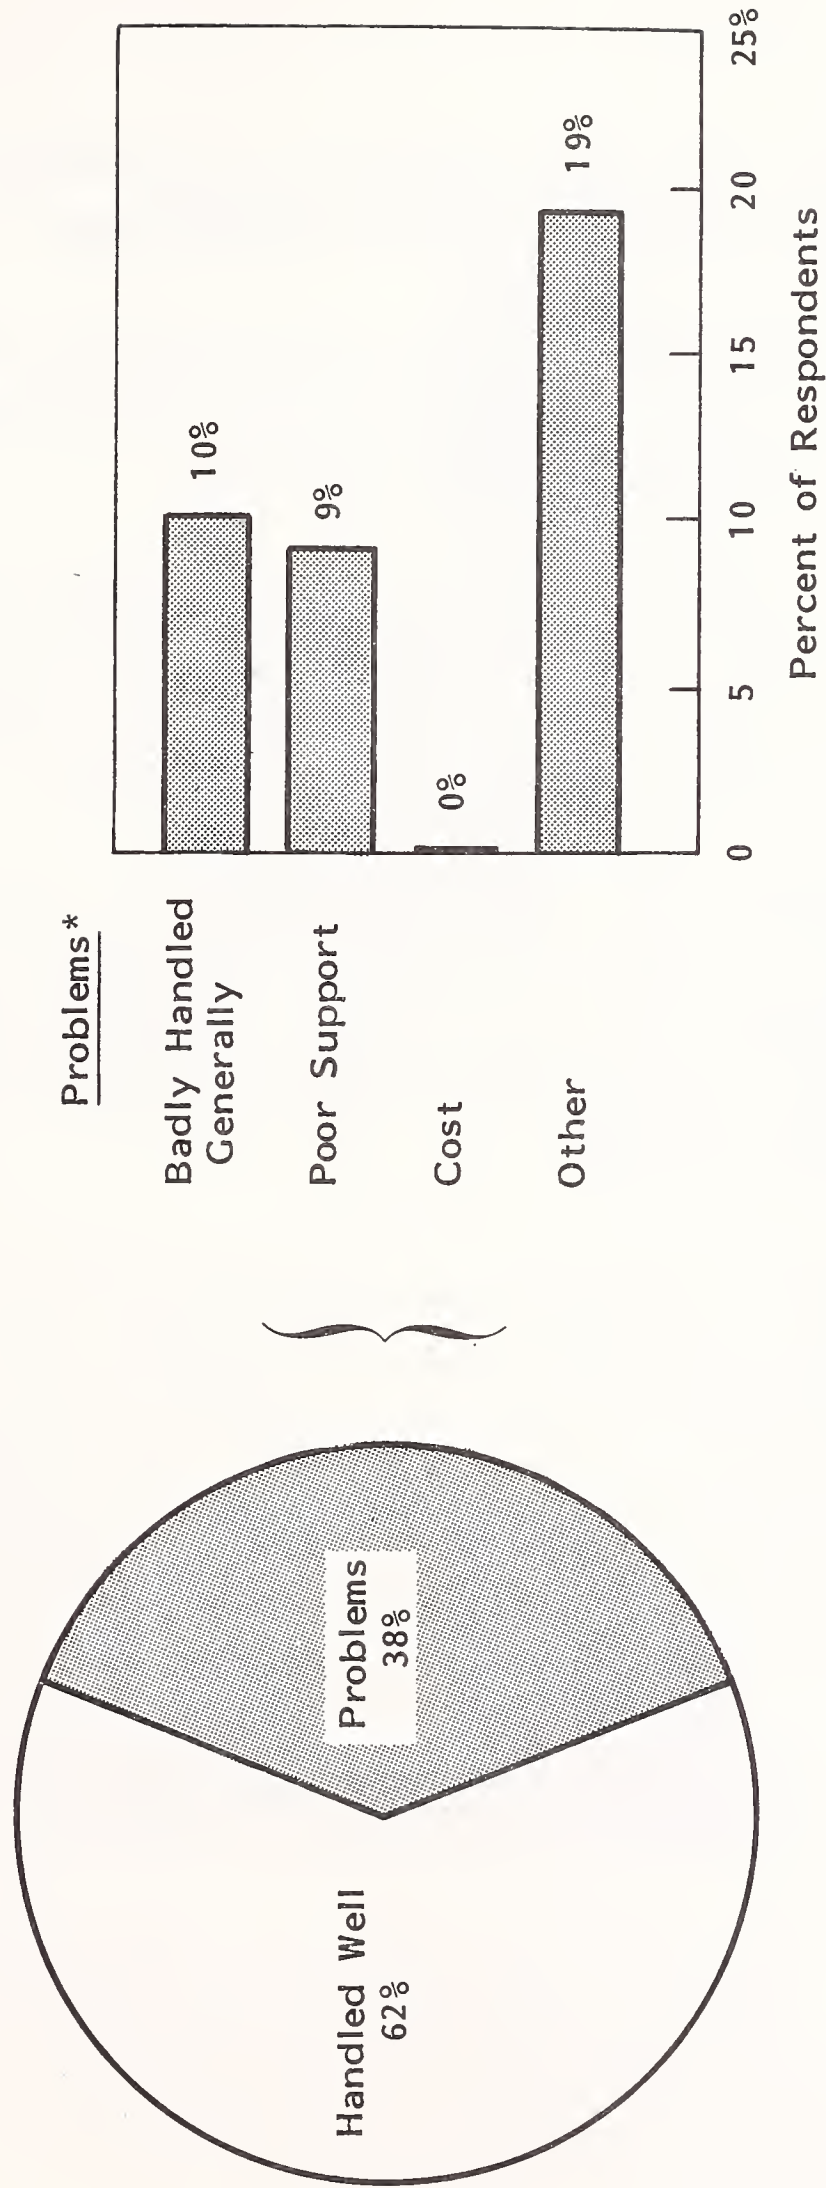 Handled Well
62%
Problems
38%
Problems*
Badly Handled
Generally
Poor Support
Cost
Other
10%
9%
0%
19%
0
5
10
15
20
25%
Percent of Respondents